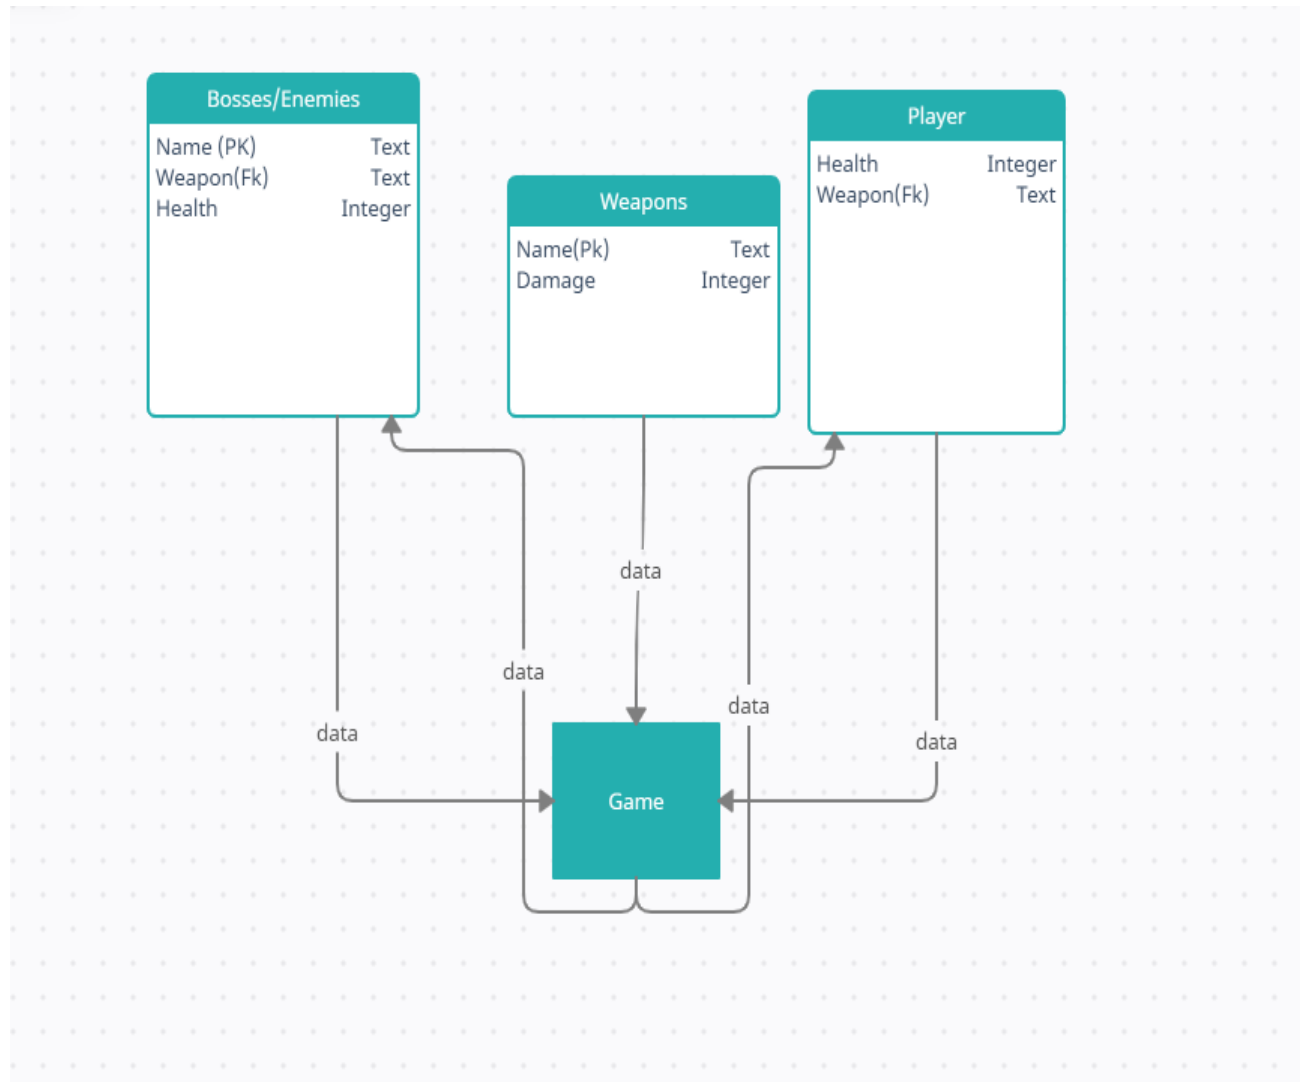 Bosses/Enemies
Name (PK) Text
Weapon(Fk) Text
Health Integer
Weapons
Name(Pk) Text
Damage Integer
Player
Health Integer
Weapon(Fk) Text
data
data
data
data
data
Game